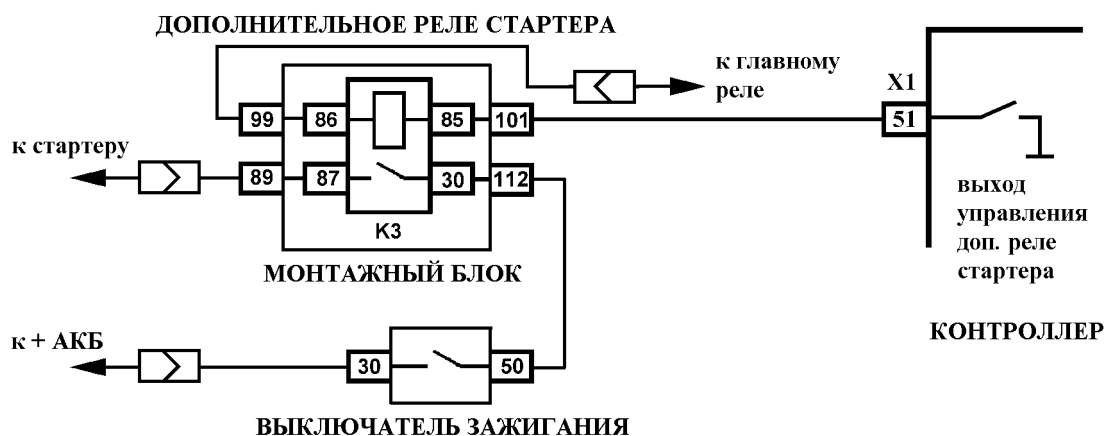 ДОПОЛНИТЕЛЬНОЕ РЕЛЕ СТАРТЕРА
к главному
реле
X1
99
86
85
101
51
к стартеру
89
87
30
112
К3
выход
управления
доп. реле
стартера
МОНТАЖНЫЙ БЛОК
КОНТРОЛЛЕР
к + АКБ
30
50
ВЫКЛЮЧАТЕЛЬ ЗАЖИГАНИЯ